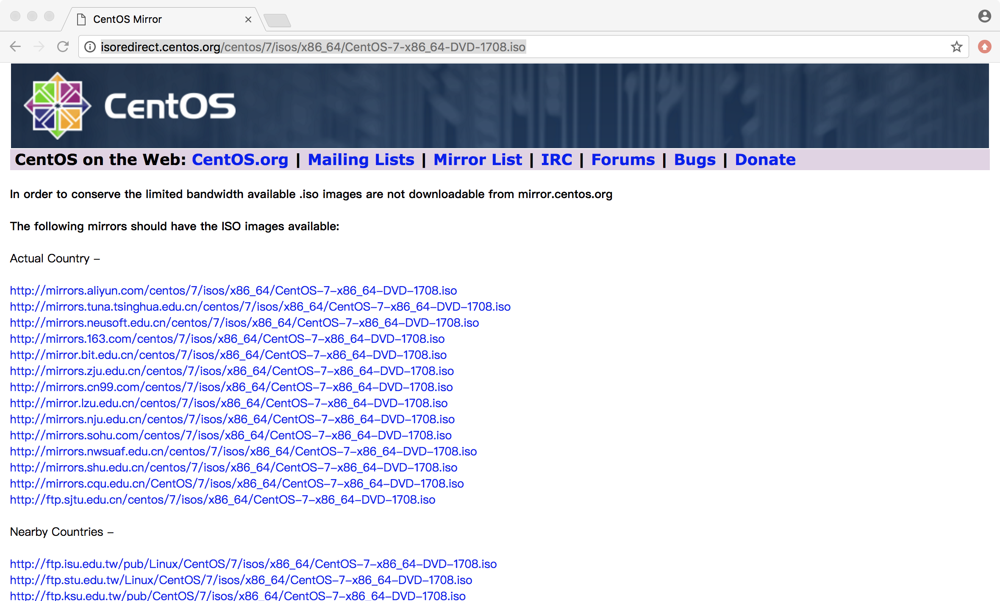 CentOS Mirror
isoredirect.centos.org/centos/7/isos/x86_64/CentOS-7-x86_64-DVD-1708.iso
CentOS
CentOS on the Web: CentOS.org | Mailing Lists | Mirror List | IRC | Forums | Bugs | Donate
In order to conserve the limited bandwidth available .iso images are not downloadable from mirror.centos.org
The following mirrors should have the ISO images available:
Actual Country –
http://mirrors.aliyun.com/centos/7/isos/x86_64/CentOS-7-x86_64-DVD-1708.iso
http://mirrors.tuna.tsinghua.edu.cn/centos/7/isos/x86_64/CentOS-7-x86_64-DVD-1708.iso
http://mirrors.neusoft.edu.cn/centos/7/isos/x86_64/CentOS-7-x86_64-DVD-1708.iso
http://mirrors.163.com/centos/7/isos/x86_64/CentOS-7-x86_64-DVD-1708.iso
http://mirror.bit.edu.cn/centos/7/isos/x86_64/CentOS-7-x86_64-DVD-1708.iso
http://mirrors.zju.edu.cn/centos/7/isos/x86_64/CentOS-7-x86_64-DVD-1708.iso
http://mirrors.cn99.com/centos/7/isos/x86_64/CentOS-7-x86_64-DVD-1708.iso
http://mirror.lzu.edu.cn/centos/7/isos/x86_64/CentOS-7-x86_64-DVD-1708.iso
http://mirrors.nju.edu.cn/centos/7/isos/x86_64/CentOS-7-x86_64-DVD-1708.iso
http://mirrors.sohu.com/centos/7/isos/x86_64/CentOS-7-x86_64-DVD-1708.iso
http://mirrors.nwsuaf.edu.cn/centos/7/isos/x86_64/CentOS-7-x86_64-DVD-1708.iso
http://mirrors.shu.edu.cn/centos/7/isos/x86_64/CentOS-7-x86_64-DVD-1708.iso
http://mirrors.cqu.edu.cn/CentOS/7/isos/x86_64/CentOS-7-x86_64-DVD-1708.iso
http://ftp.sjtu.edu.cn/centos/7/isos/x86_64/CentOS-7-x86_64-DVD-1708.iso
Nearby Countries –
http://ftp.isu.edu.tw/pub/Linux/CentOS/7/isos/x86_64/CentOS-7-x86_64-DVD-1708.iso
http://ftp.stu.edu.tw/Linux/CentOS/7/isos/x86_64/CentOS-7-x86_64-DVD-1708.iso
http://ftp.ksu.edu.tw/pub/CentOS/7/isos/x86_64/CentOS-7-x86_64-DVD-1708.iso